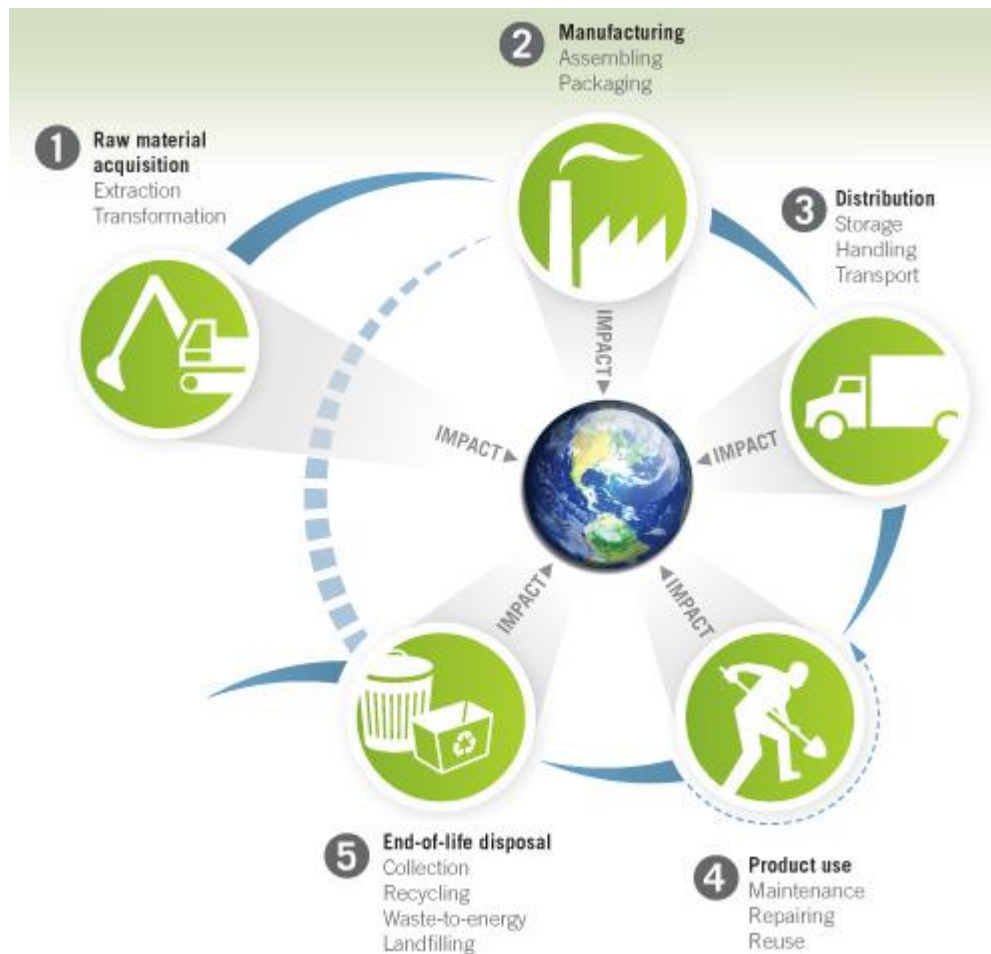 1
Raw material
acquisition
Extraction
Transformation
2
Manufacturing
Assembling
Packaging
3
Distribution
Storage
Handling
Transport
IMPACT
IMPACT
IMPACT
IMPACT
IMPACT
5
End-of-life disposal
Collection
Recycling
Waste-to-energy
Landfilling
4
Product use
Maintenance
Repairing
Reuse